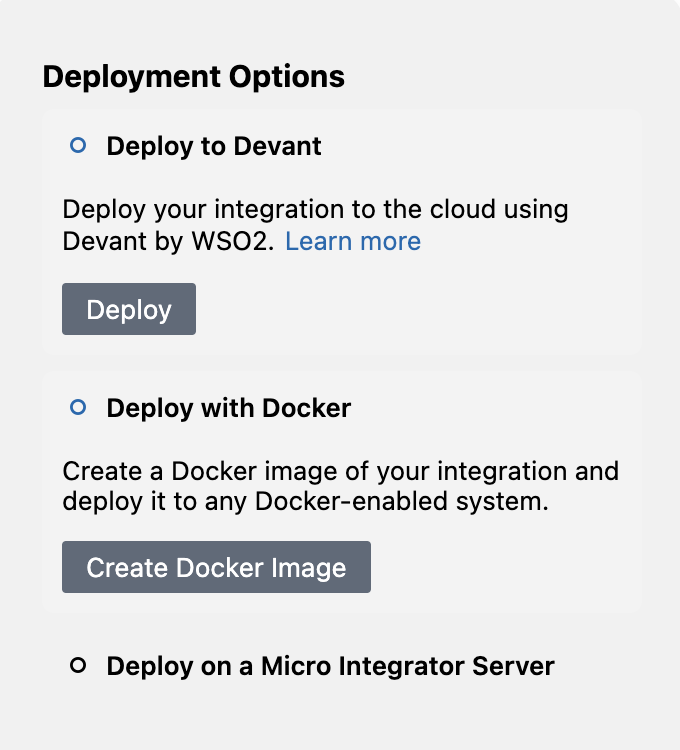 Deployment Options
Deploy to Devant
Deploy your integration to the cloud using
Devant by WSO2. Learn more
Deploy
Deploy with Docker
Create a Docker image of your integration and
deploy it to any Docker-enabled system.
Create Docker Image
Deploy on a Micro Integrator Server